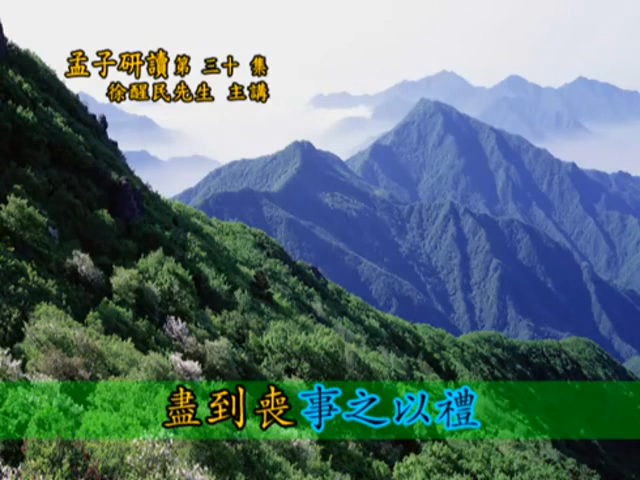 孟子研讀第 三十 集
徐醒民先生 主講
盡到喪事之以禮